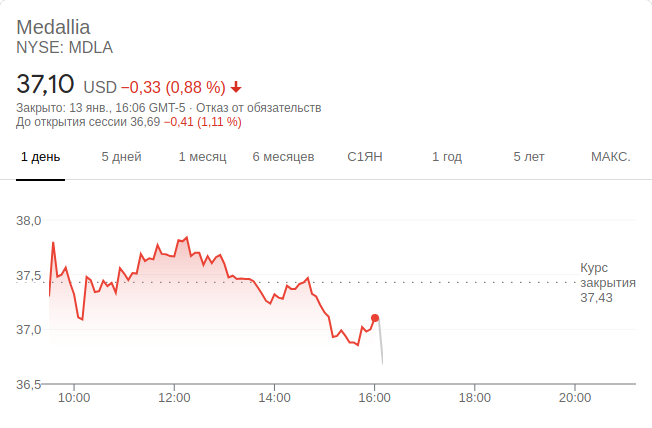 Medallia
NYSE: MDLA
37,10 USD −0,33 (0,88 %)
Закрыто: 13 янв., 16:06 GMT-5 · Отказ от обязательств
До открытия сессии 36,69 −0,41 (1,11 %)
1 день 5 дней 1 месяц 6 месяцев С1ЯН 1 год 5 лет МАКС.
38,0
37,5
37,0
36,5
Курс
закрытия
37,43
10:00 12:00 14:00 16:00 18:00 20:00